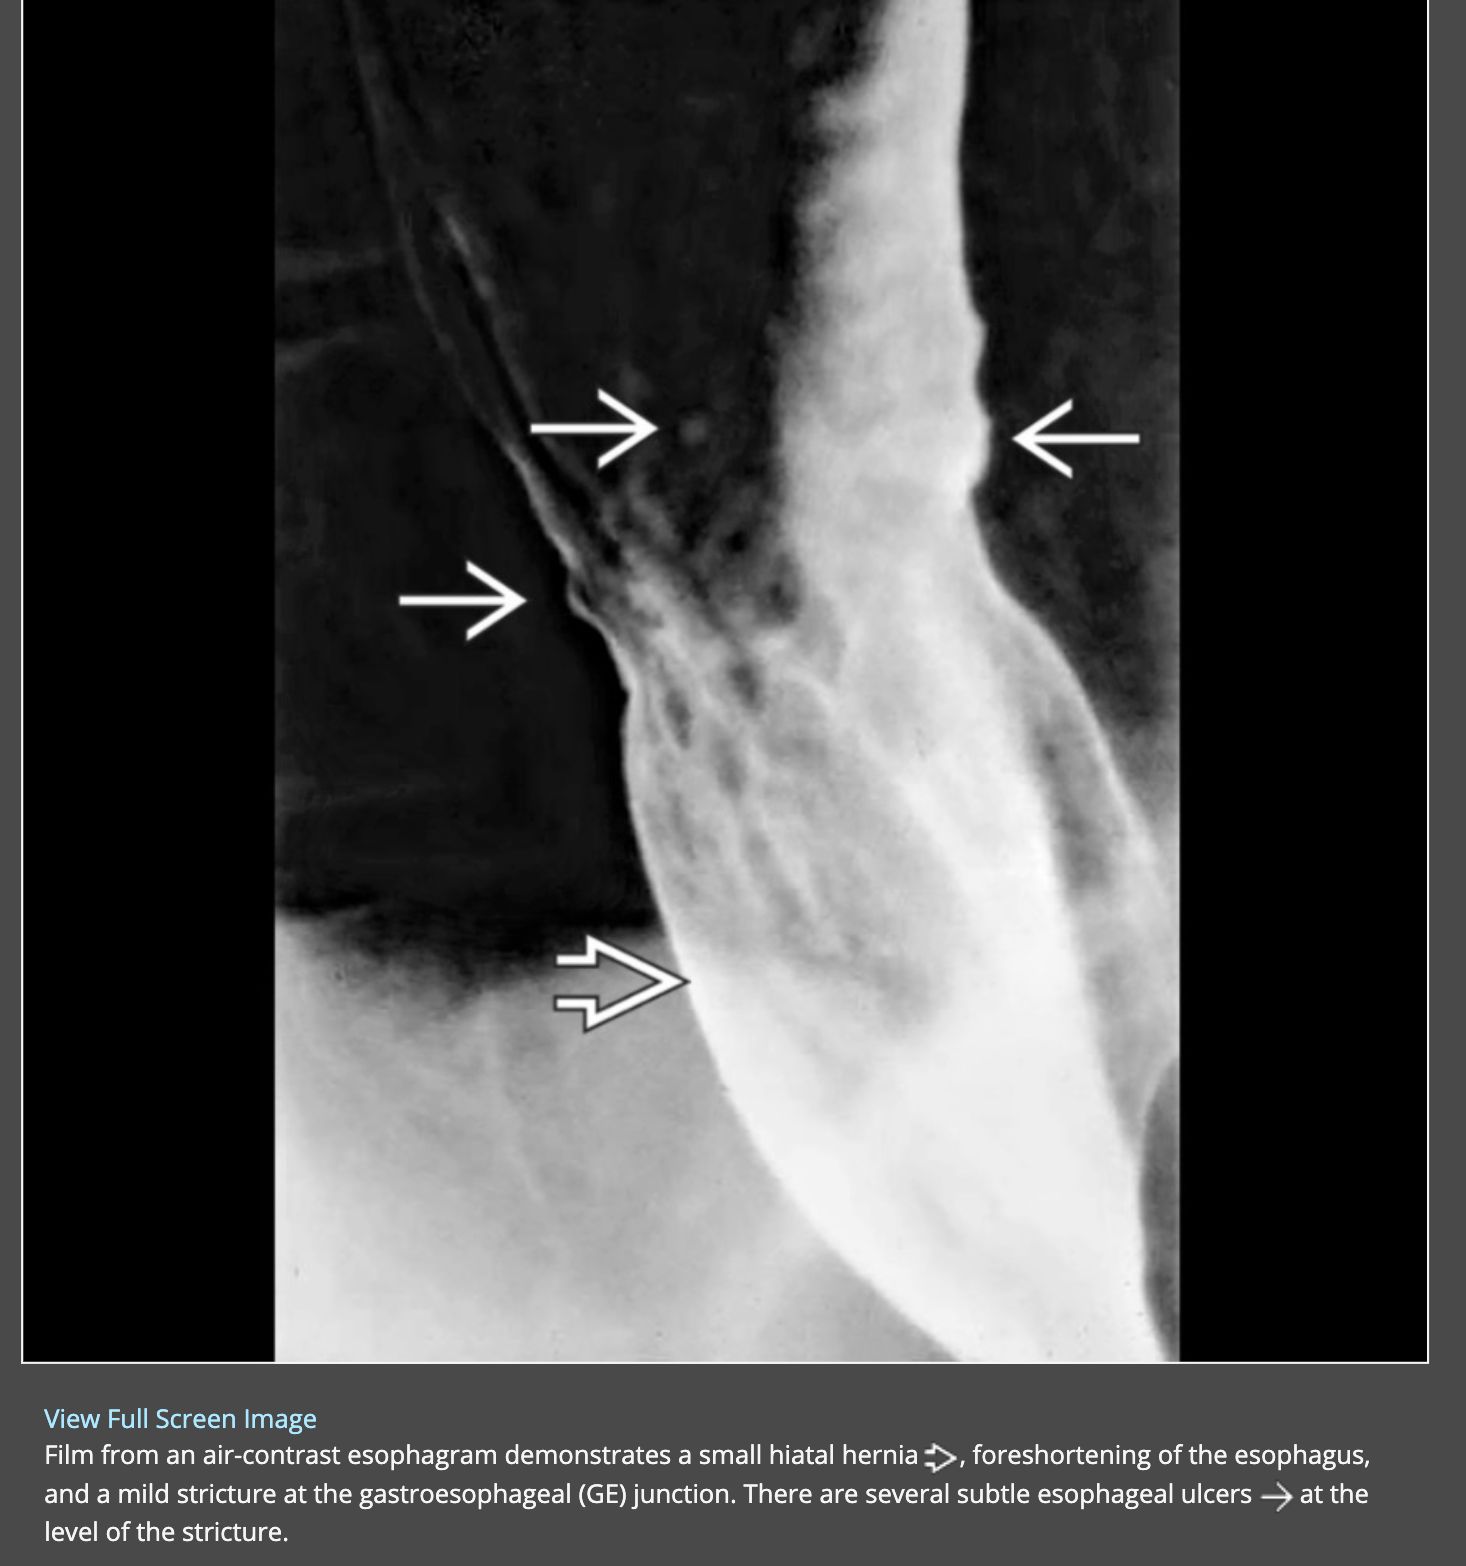 View Full Screen Image
Film from an air-contrast esophagram demonstrates a small hiatal hernia , foreshortening of the esophagus,
and a mild stricture at the gastroesophageal (GE) junction. There are several subtle esophageal ulcers → at the
level of the stricture.